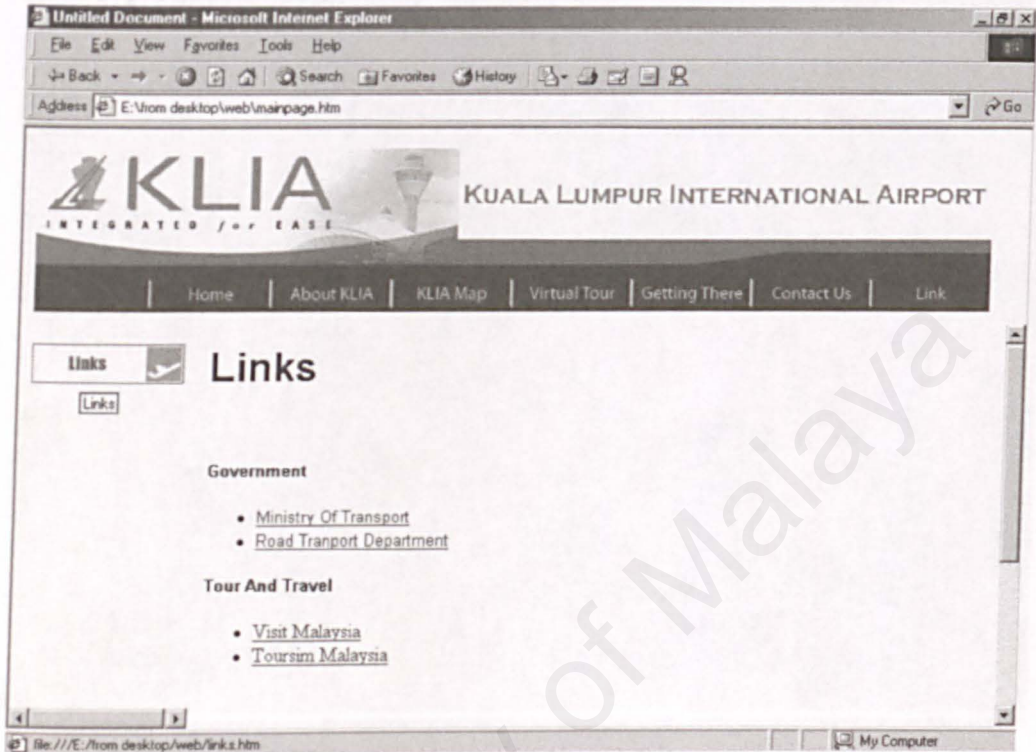 Untitled Document - Microsoft Internet Explorer
File Edit View Favorites Tools Help
Back Search Favorites History
Address E:\from desktop\web\mainpage.htm Go
KLIA
INTEGRATED for EASE
KUALA LUMPUR INTERNATIONAL AIRPORT
Home About KLIA KLIA Map Virtual Tour Getting There Contact Us Link
Links
Links
Links
Government
Ministry Of Transport
Road Tranport Department
Tour And Travel
Visit Malaysia
Toursim Malaysia
file:///E:/from desktop/web/links.htm My Computer
of Malaya